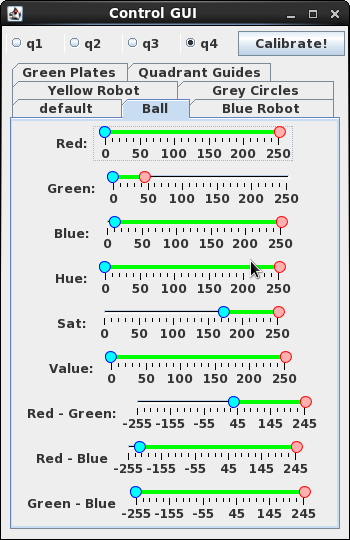 Control GUI
q1 q2 q3 q4 Calibrate!
Green Plates Quadrant Guides
Yellow Robot Grey Circles
default Ball Blue Robot
Red:
0 50 100 150 200 250
Green:
0 50 100 150 200 250
Blue:
0 50 100 150 200 250
Hue:
0 50 100 150 200 250
Sat:
0 50 100 150 200 250
Value:
0 50 100 150 200 250
Red - Green:
-255 -155 -55 45 145 245
Red - Blue
-255 -155 -55 45 145 245
Green - Blue
-255 -155 -55 45 145 245